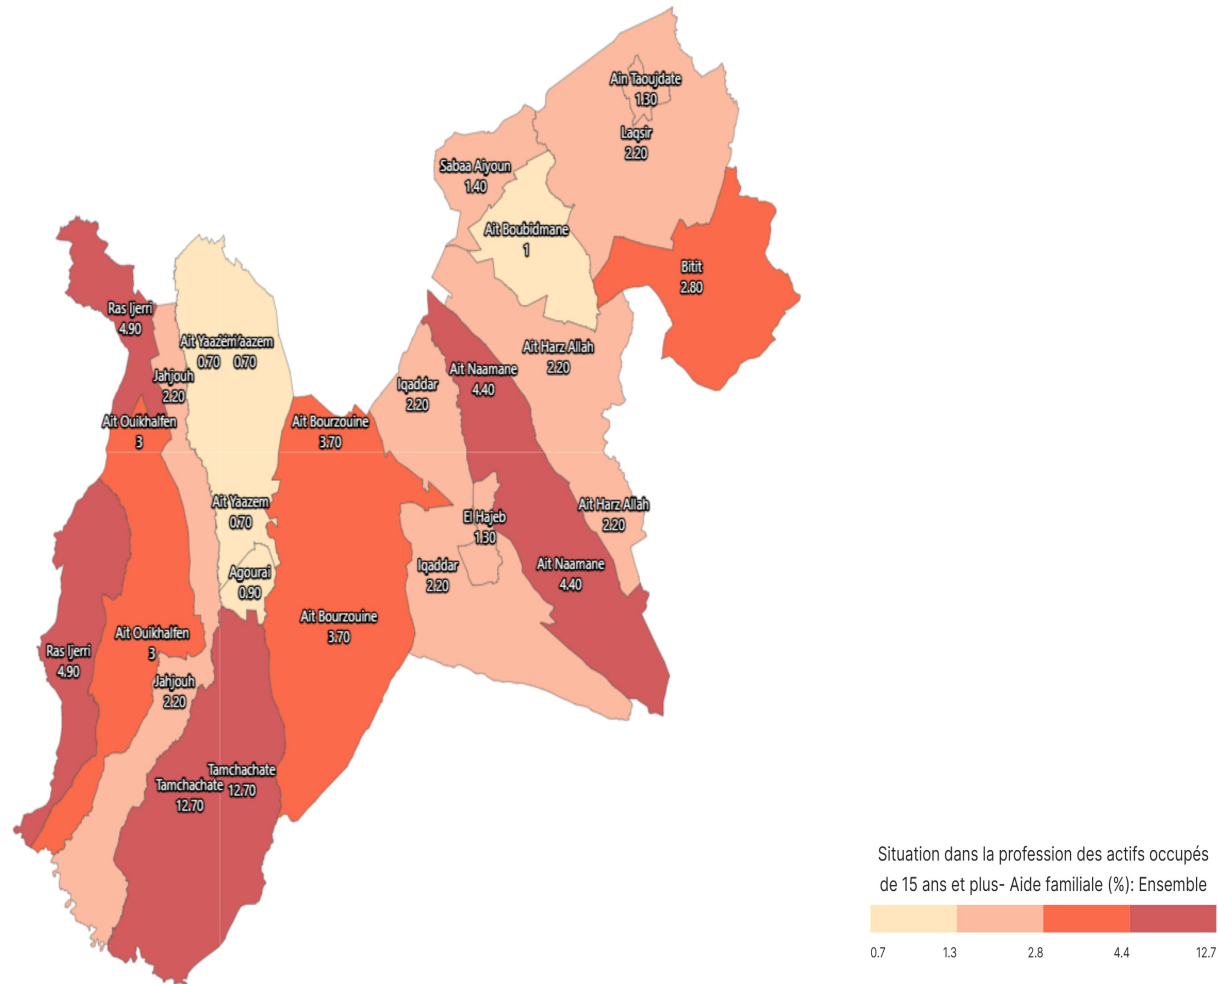 Ain Taoujdate
1.30
Laqsir
2.20
Sabaa Aiyoun
1.40
Ait Boubidmane
1
Bitit
2.80
Ras Ijerri
4.90
Ait Yaazem
0.70
0.70
Ait Harz Allah
2.20
Ait Naamane
4.40
Jahjouh
2.20
Iqaddar
2.20
Ait Ouikhalfen
3
Ait Bourzouine
3.70
Ait Yaazem
0.70
El Hajeb
1.30
Ait Harz Allah
2.20
Agourai
0.90
Iqaddar
2.20
Ait Naamane
4.40
Ait Bourzouine
3.70
Ait Ouikhalfen
3
Ras Ijerri
4.90
Jahjouh
2.20
Tamchachate
12.70
Tamchachate
12.70
Situation dans la profession des actifs occupés
de 15 ans et plus- Aide familiale (%): Ensemble
0.7 1.3 2.8 4.4 12.7